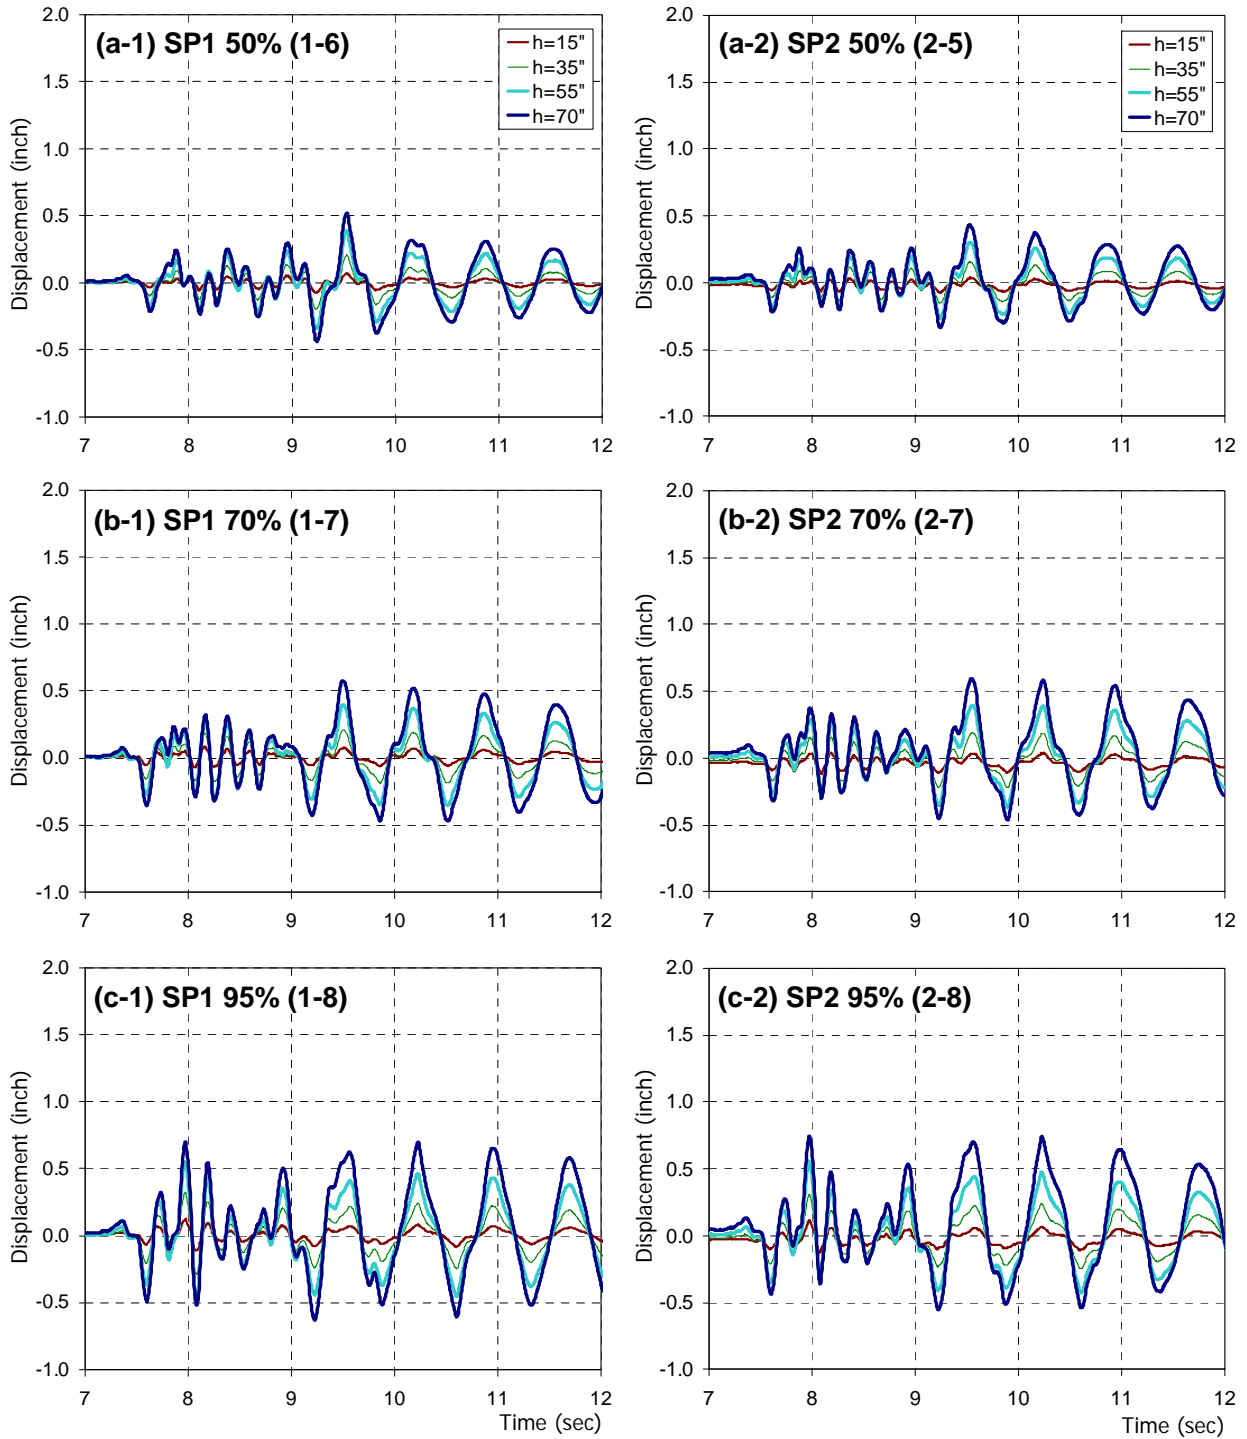 (a-1) SP1 50% (1-6)
h=15"
h=35"
h=55"
h=70"
Displacement (inch)
2.0
1.5
1.0
0.5
0.0
-0.5
-1.0
7 8 9 10 11 12
(a-2) SP2 50% (2-5)
h=15"
h=35"
h=55"
h=70"
Displacement (inch)
2.0
1.5
1.0
0.5
0.0
-0.5
-1.0
7 8 9 10 11 12
(b-1) SP1 70% (1-7)
Displacement (inch)
2.0
1.5
1.0
0.5
0.0
-0.5
-1.0
7 8 9 10 11 12
(b-2) SP2 70% (2-7)
Displacement (inch)
2.0
1.5
1.0
0.5
0.0
-0.5
-1.0
7 8 9 10 11 12
(c-1) SP1 95% (1-8)
Displacement (inch)
2.0
1.5
1.0
0.5
0.0
-0.5
-1.0
7 8 9 10 11 12
Time (sec)
(c-2) SP2 95% (2-8)
Displacement (inch)
2.0
1.5
1.0
0.5
0.0
-0.5
-1.0
7 8 9 10 11 12
Time (sec)